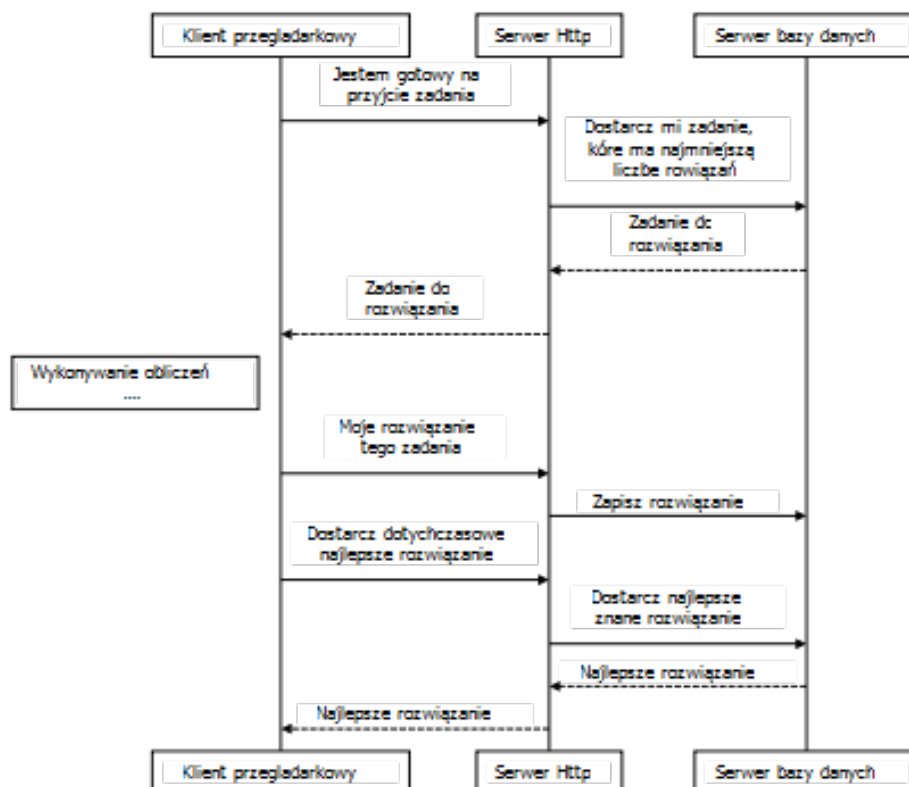 Klient przegladarkowy
Serwer Http
Serwer bazy danych
Jestem gotowy na
przyjcie zadania
Dostarcz mi zadanie,
kóre ma najmniejszą
liczbe rowiązań
Zadanie do
rozwiązania
Zadanie do
rozwiązania
Wykonywanie obliczeń
....
Moje rozwiązanie
tego zadania
Zapisz rozwiązanie
Dostarcz dotychczasowe
najlepsze rozwiązanie
Dostarcz najlepsze
znane rozwiązanie
Najlepsze rozwiązanie
Najlepsze rozwiązanie
Klient przegladarkowy
Serwer Http
Serwer bazy danych